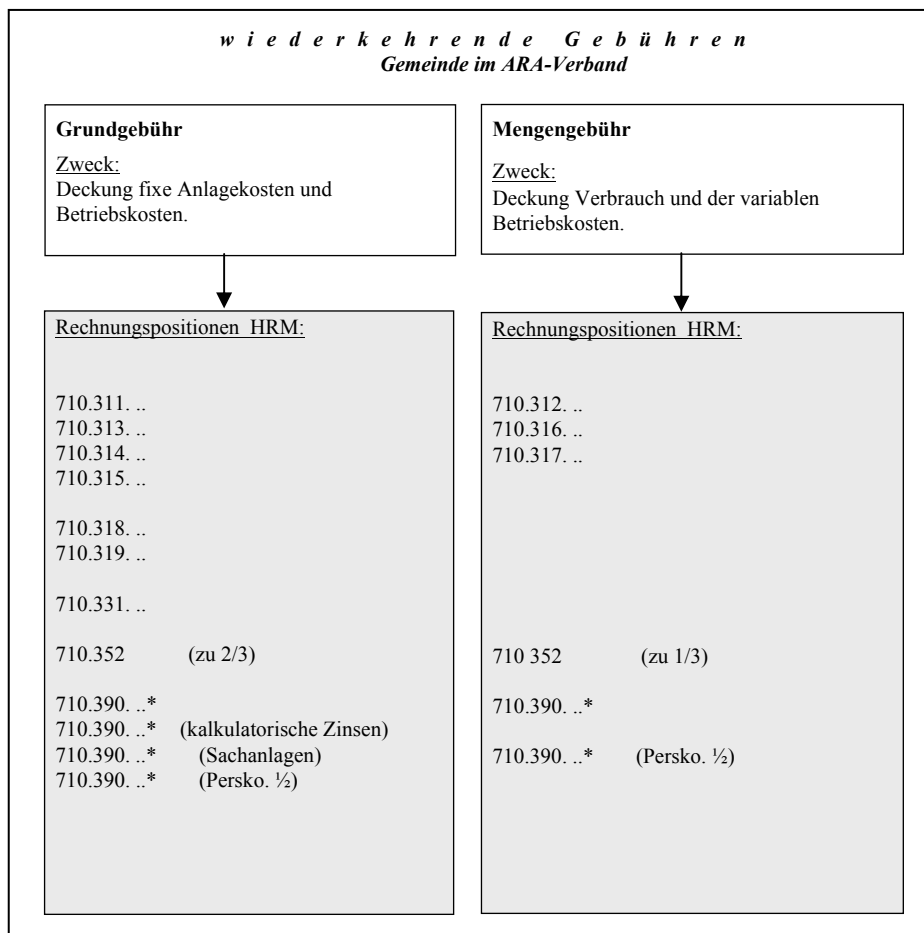 w i e d e r k e h r e n d e G e b ü h r e n
Gemeinde im ARA-Verband
Grundgebühr
Zweck:
Deckung fixe Anlagekosten und
Betriebskosten.
Rechnungspositionen HRM:
710.311. ..
710.313. ..
710.314. ..
710.315. ..
710.318. ..
710.319. ..
710.331. ..
710.352 (zu 2/3)
710.390. ..*
710.390. ..* (kalkulatorische Zinsen)
710.390. ..* (Sachanlagen)
710.390. ..* (Persko. ½)
Mengengebühr
Zweck:
Deckung Verbrauch und der variablen
Betriebskosten.
Rechnungspositionen HRM:
710.312. ..
710.316. ..
710.317. ..
710 352 (zu 1/3)
710.390. ..*
710.390. ..* (Persko. ½)